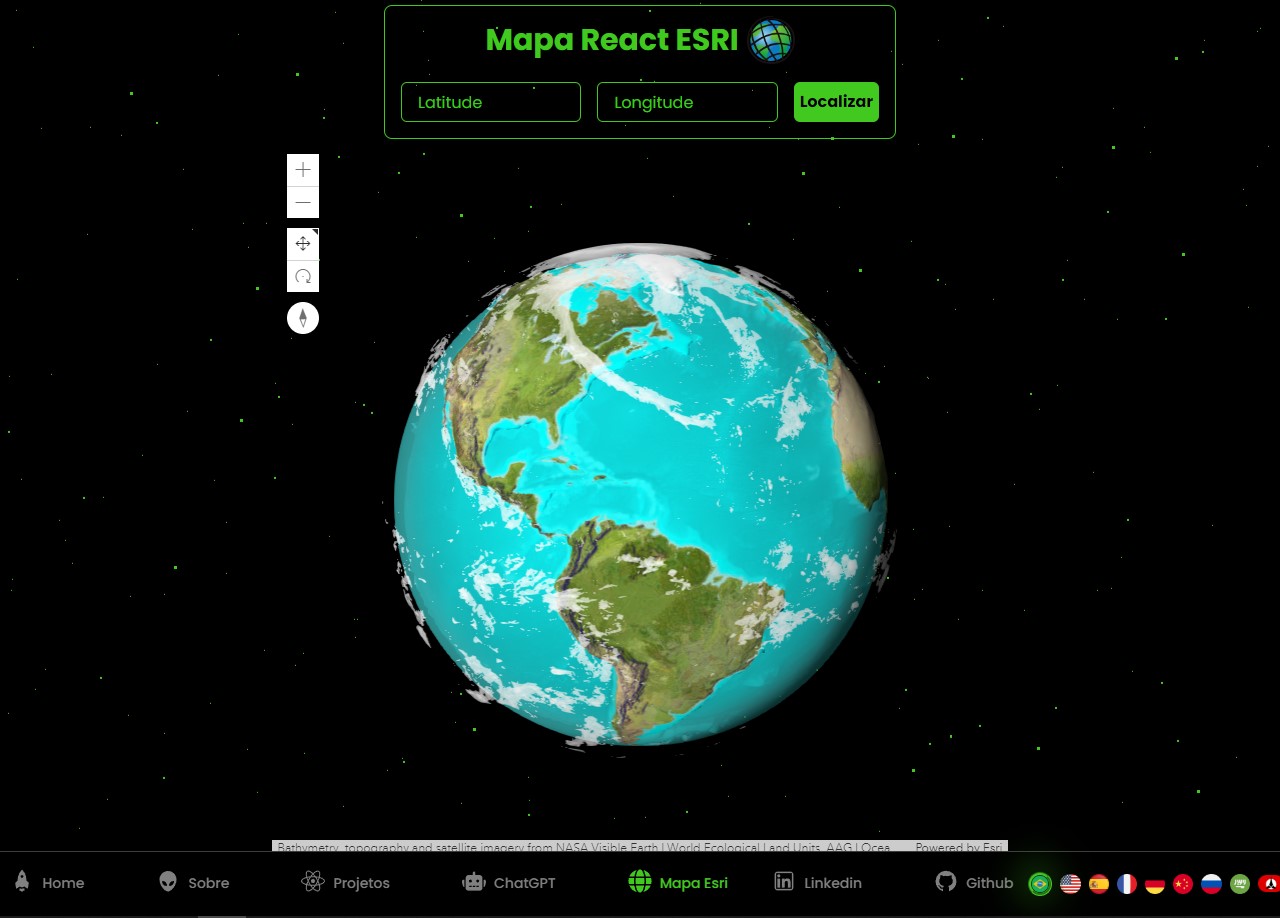 Mapa React ESRI
Latitude
Longitude
Localizar
Bathymetry, topography and satellite imagery from NASA Visible Earth | World Ecological Land Units, AAG | Ocea
Powered by Esri
Home
Sobre
Projetos
ChatGPT
Mapa Esri
Linkedin
Github